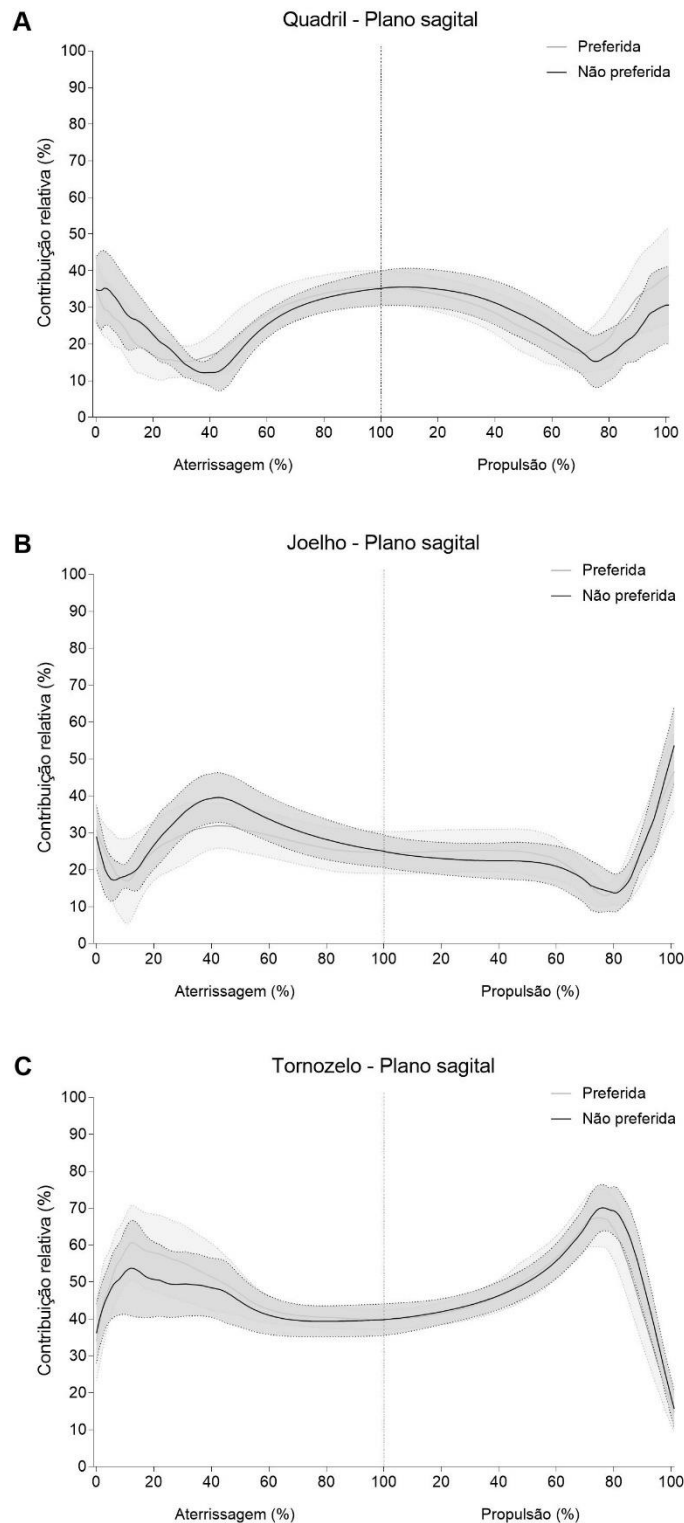 A
Quadril - Plano sagital
Preferida
Não preferida
Contribuição relativa (%)
100
90
80
70
60
50
40
30
20
10
0
0 20 40 60 80 100 20 40 60 80 100
Aterrissagem (%) Propulsão (%)
B
Joelho - Plano sagital
Preferida
Não preferida
Contribuição relativa (%)
100
90
80
70
60
50
40
30
20
10
0
0 20 40 60 80 100 20 40 60 80 100
Aterrissagem (%) Propulsão (%)
C
Tornozelo - Plano sagital
Preferida
Não preferida
Contribuição relativa (%)
100
90
80
70
60
50
40
30
20
10
0
0 20 40 60 80 100 20 40 60 80 100
Aterrissagem (%) Propulsão (%)